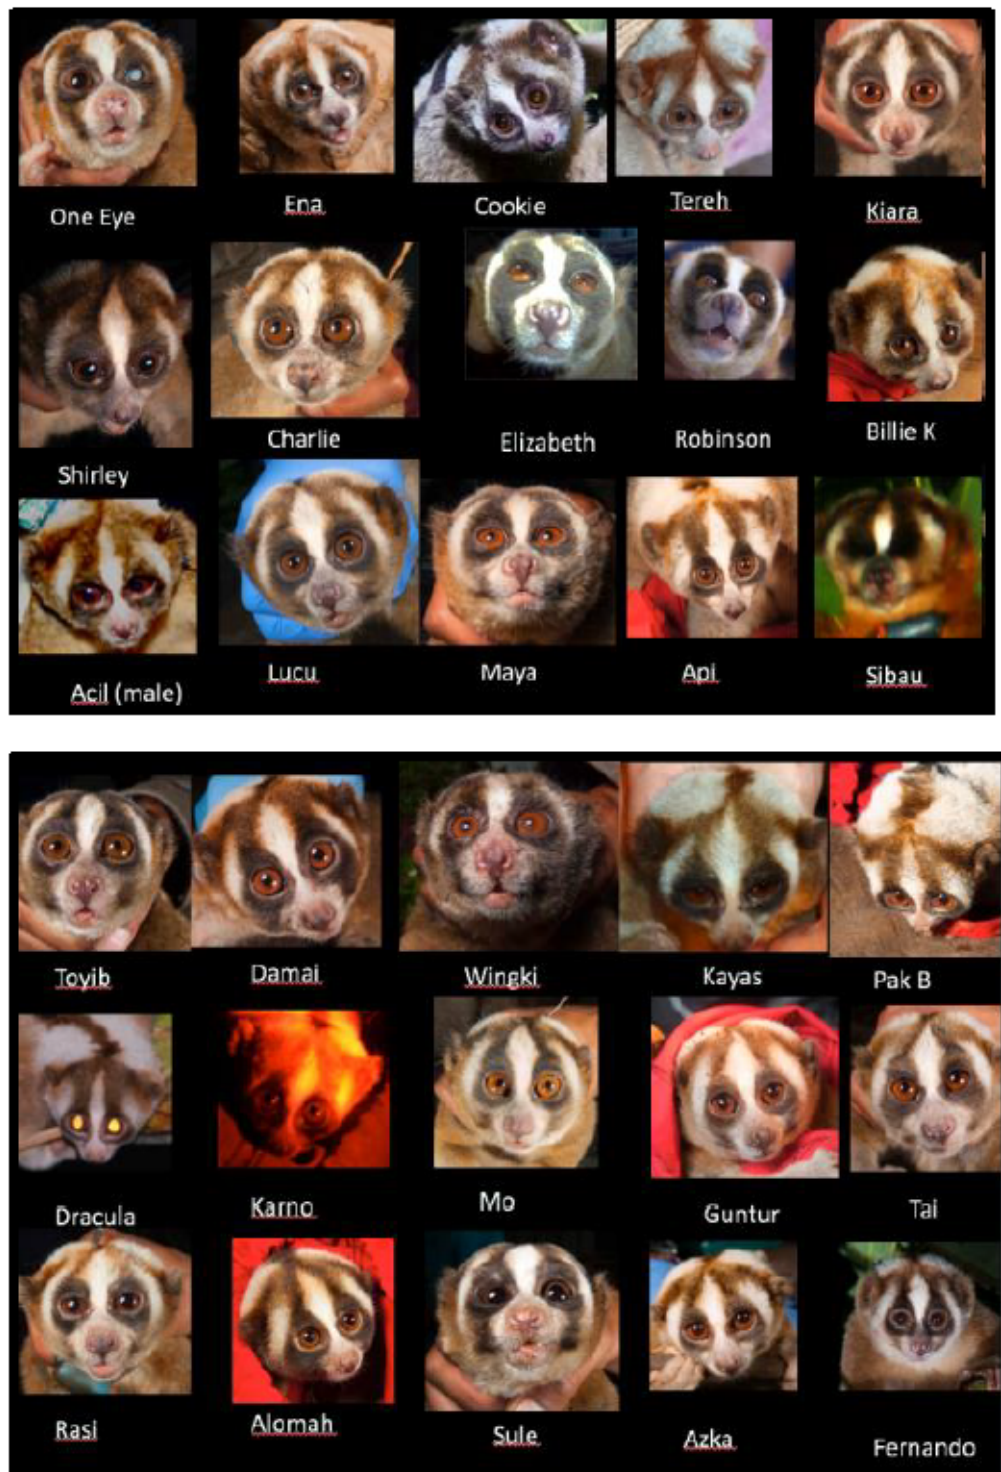 One Eye
Ena
Cookie
Tereh
Kiara
Shirley
Charlie
Elizabeth
Robinson
Billie K
Acil (male)
Lucu
Maya
Api
Sibau
Toyib
Damai
Wingki
Kayas
Pak B
Dracula
Karno
Mo
Guntur
Tai
Rasi
Alomah
Sule
Azka
Fernando